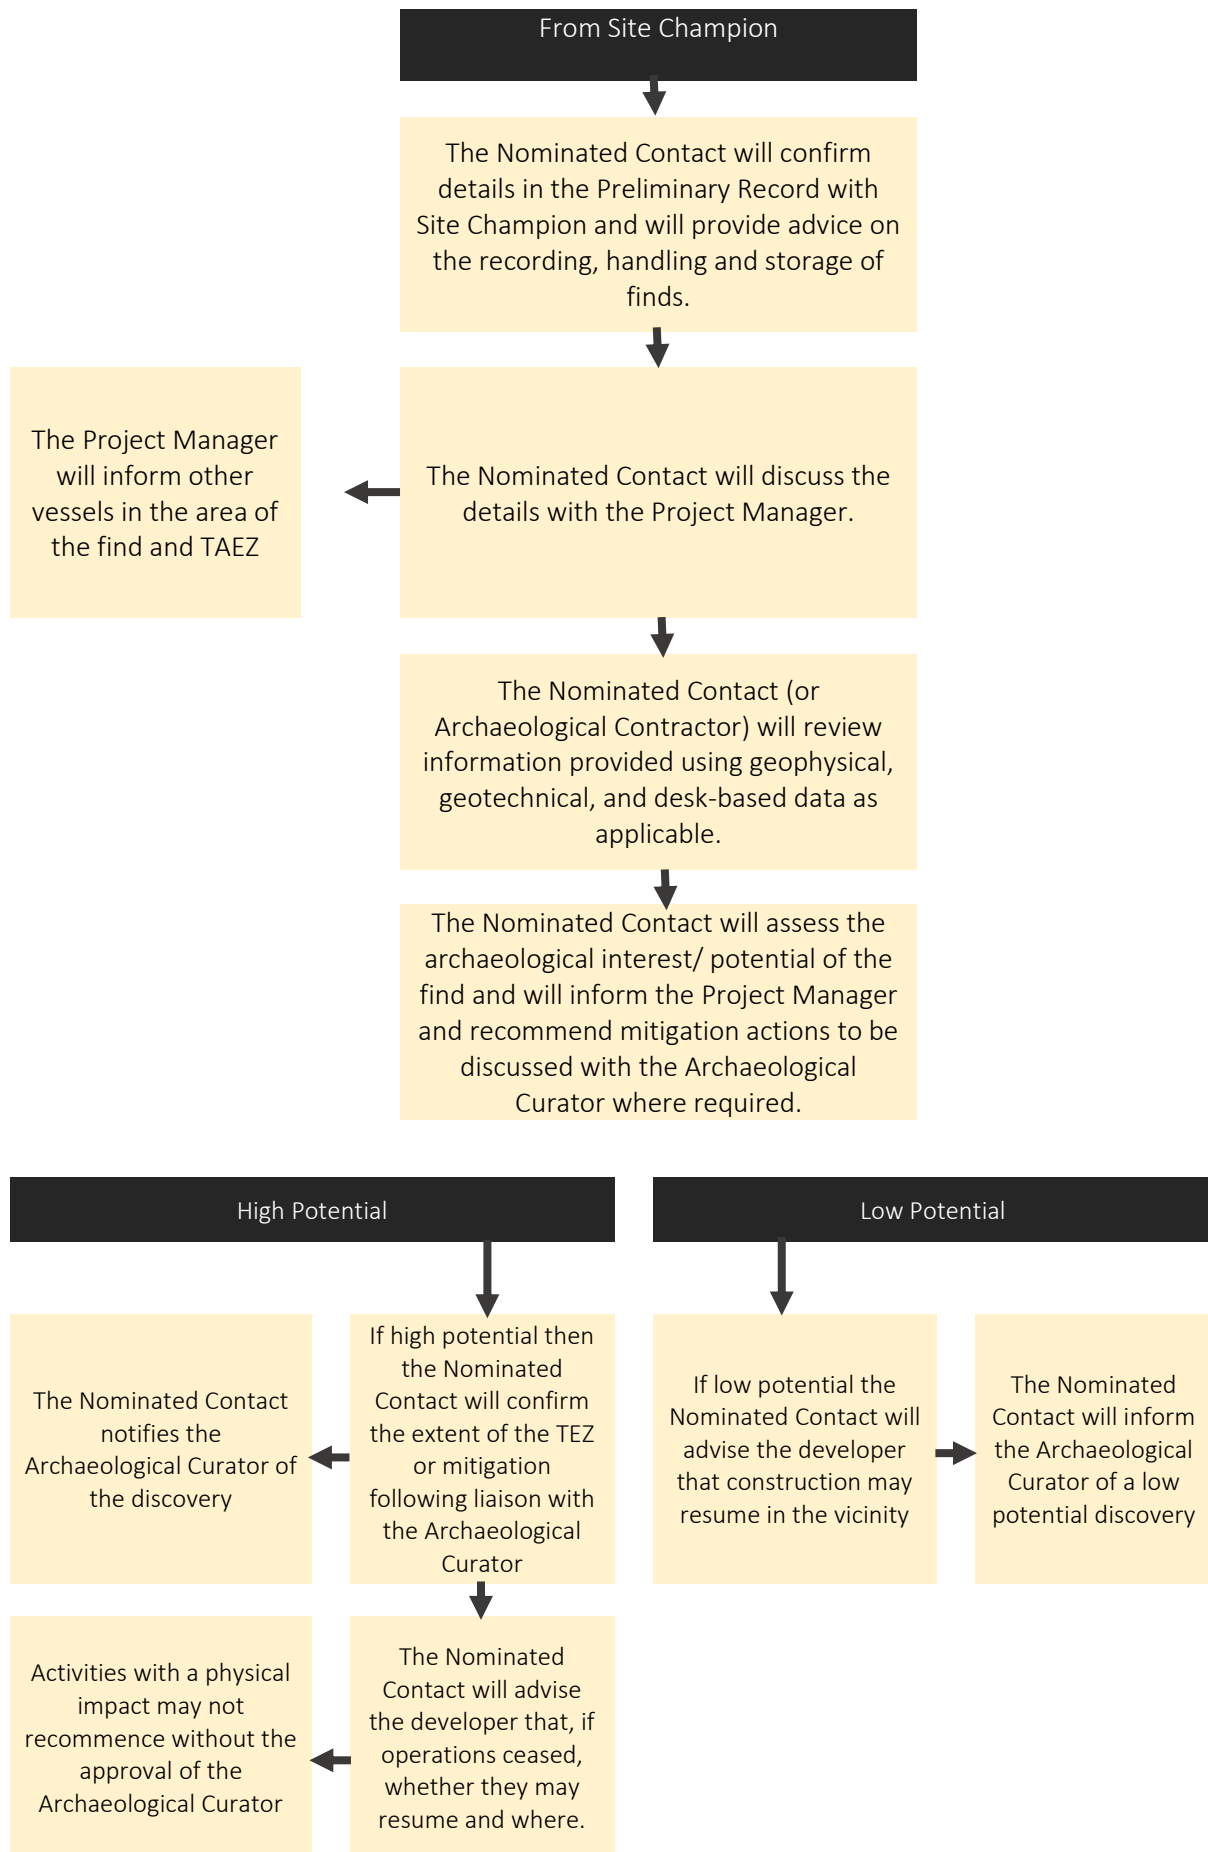 From Site Champion
The Nominated Contact will confirm
details in the Preliminary Record with
Site Champion and will provide advice on
the recording, handling and storage of
finds.
The Project Manager
will inform other
vessels in the area of
the find and TAEZ
The Nominated Contact will discuss the
details with the Project Manager.
The Nominated Contact (or
Archaeological Contractor) will review
information provided using geophysical,
geotechnical, and desk-based data as
applicable.
The Nominated Contact will assess the
archaeological interest/ potential of the
find and will inform the Project Manager
and recommend mitigation actions to be
discussed with the Archaeological
Curator where required.
High Potential
Low Potential
The Nominated Contact
notifies the
Archaeological Curator of
the discovery
If high potential then
the Nominated
Contact will confirm
the extent of the TEZ
or mitigation
following liaison with
the Archaeological
Curator
If low potential the
Nominated Contact will
advise the developer
that construction may
resume in the vicinity
The Nominated
Contact will inform
the Archaeological
Curator of a low
potential discovery
Activities with a physical
impact may not
recommence without the
approval of the
Archaeological Curator
The Nominated
Contact will advise
the developer that, if
operations ceased,
whether they may
resume and where.